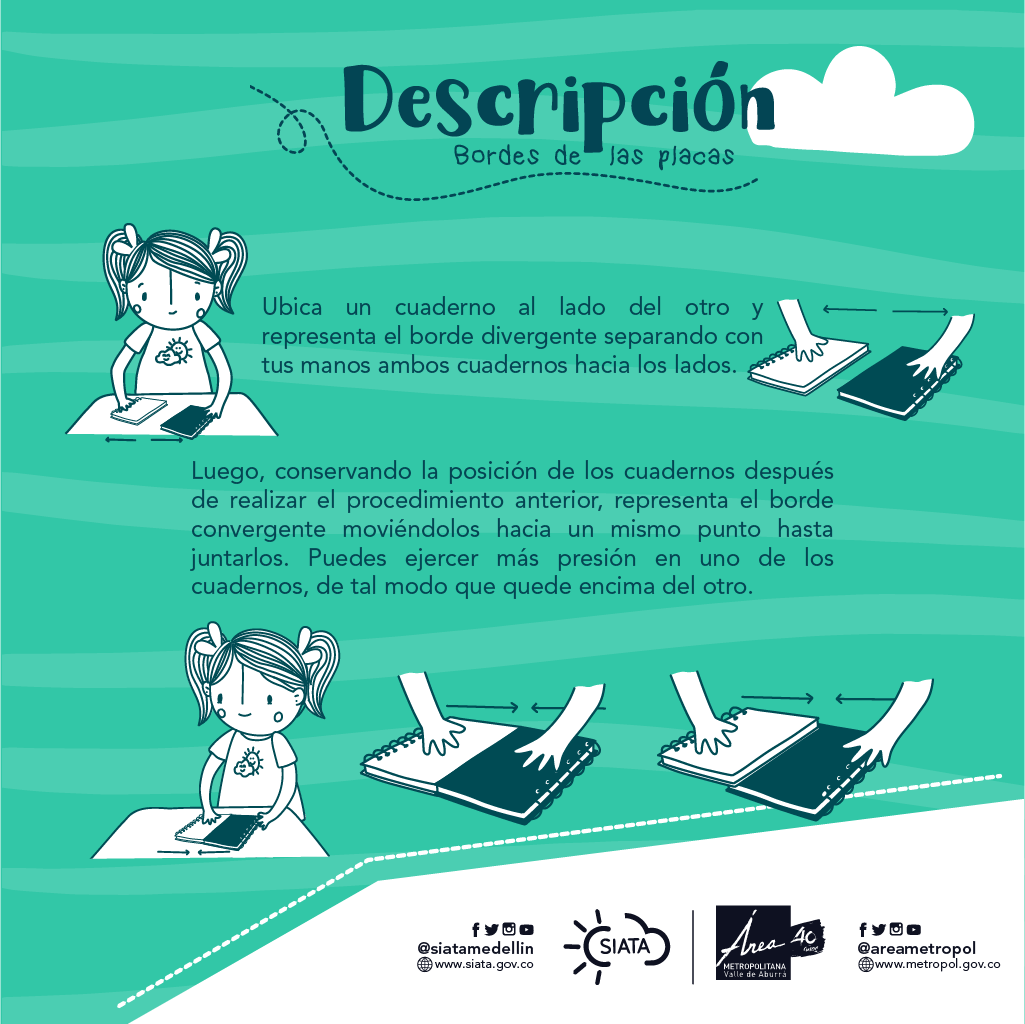 Descripción
Bordes de las placas
Ubica un cuaderno al lado del otro y
representa el borde divergente separando con
tus manos ambos cuadernos hacia los lados.
Luego, conservando la posición de los cuadernos después
de realizar el procedimiento anterior, representa el borde
convergente moviéndolos hacia un mismo punto hasta
juntarlos. Puedes ejercer más presión en uno de los
cuadernos, de tal modo que quede encima del otro.
@siatamedellin
www.siata.gov.co
SIATA
Área
METROPOLITANA
Valle de Aburrá
40
@areametropol
www.metropol.gov.co